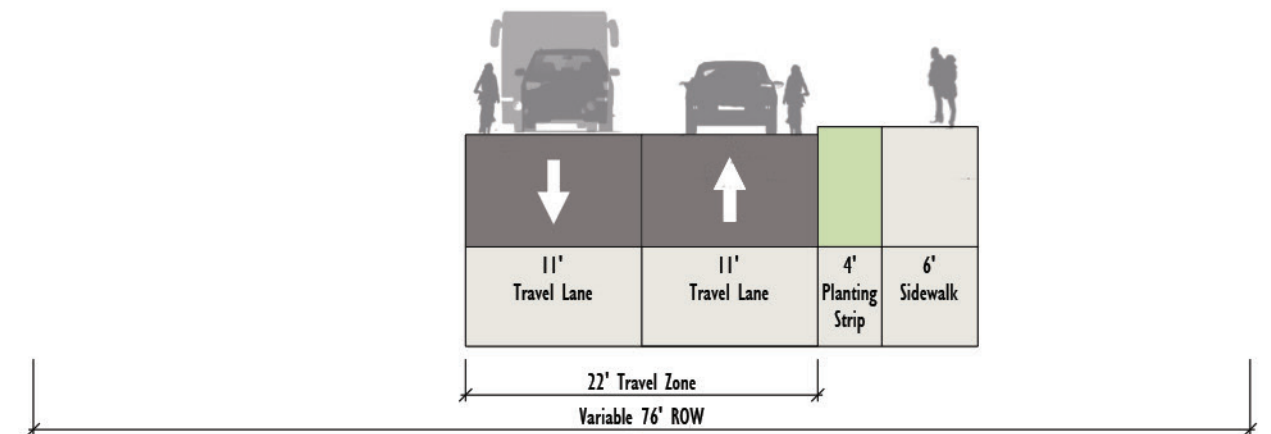 11'
Travel Lane
11'
Travel Lane
4'
Planting
Strip
6'
Sidewalk
22' Travel Zone
Variable 76' ROW